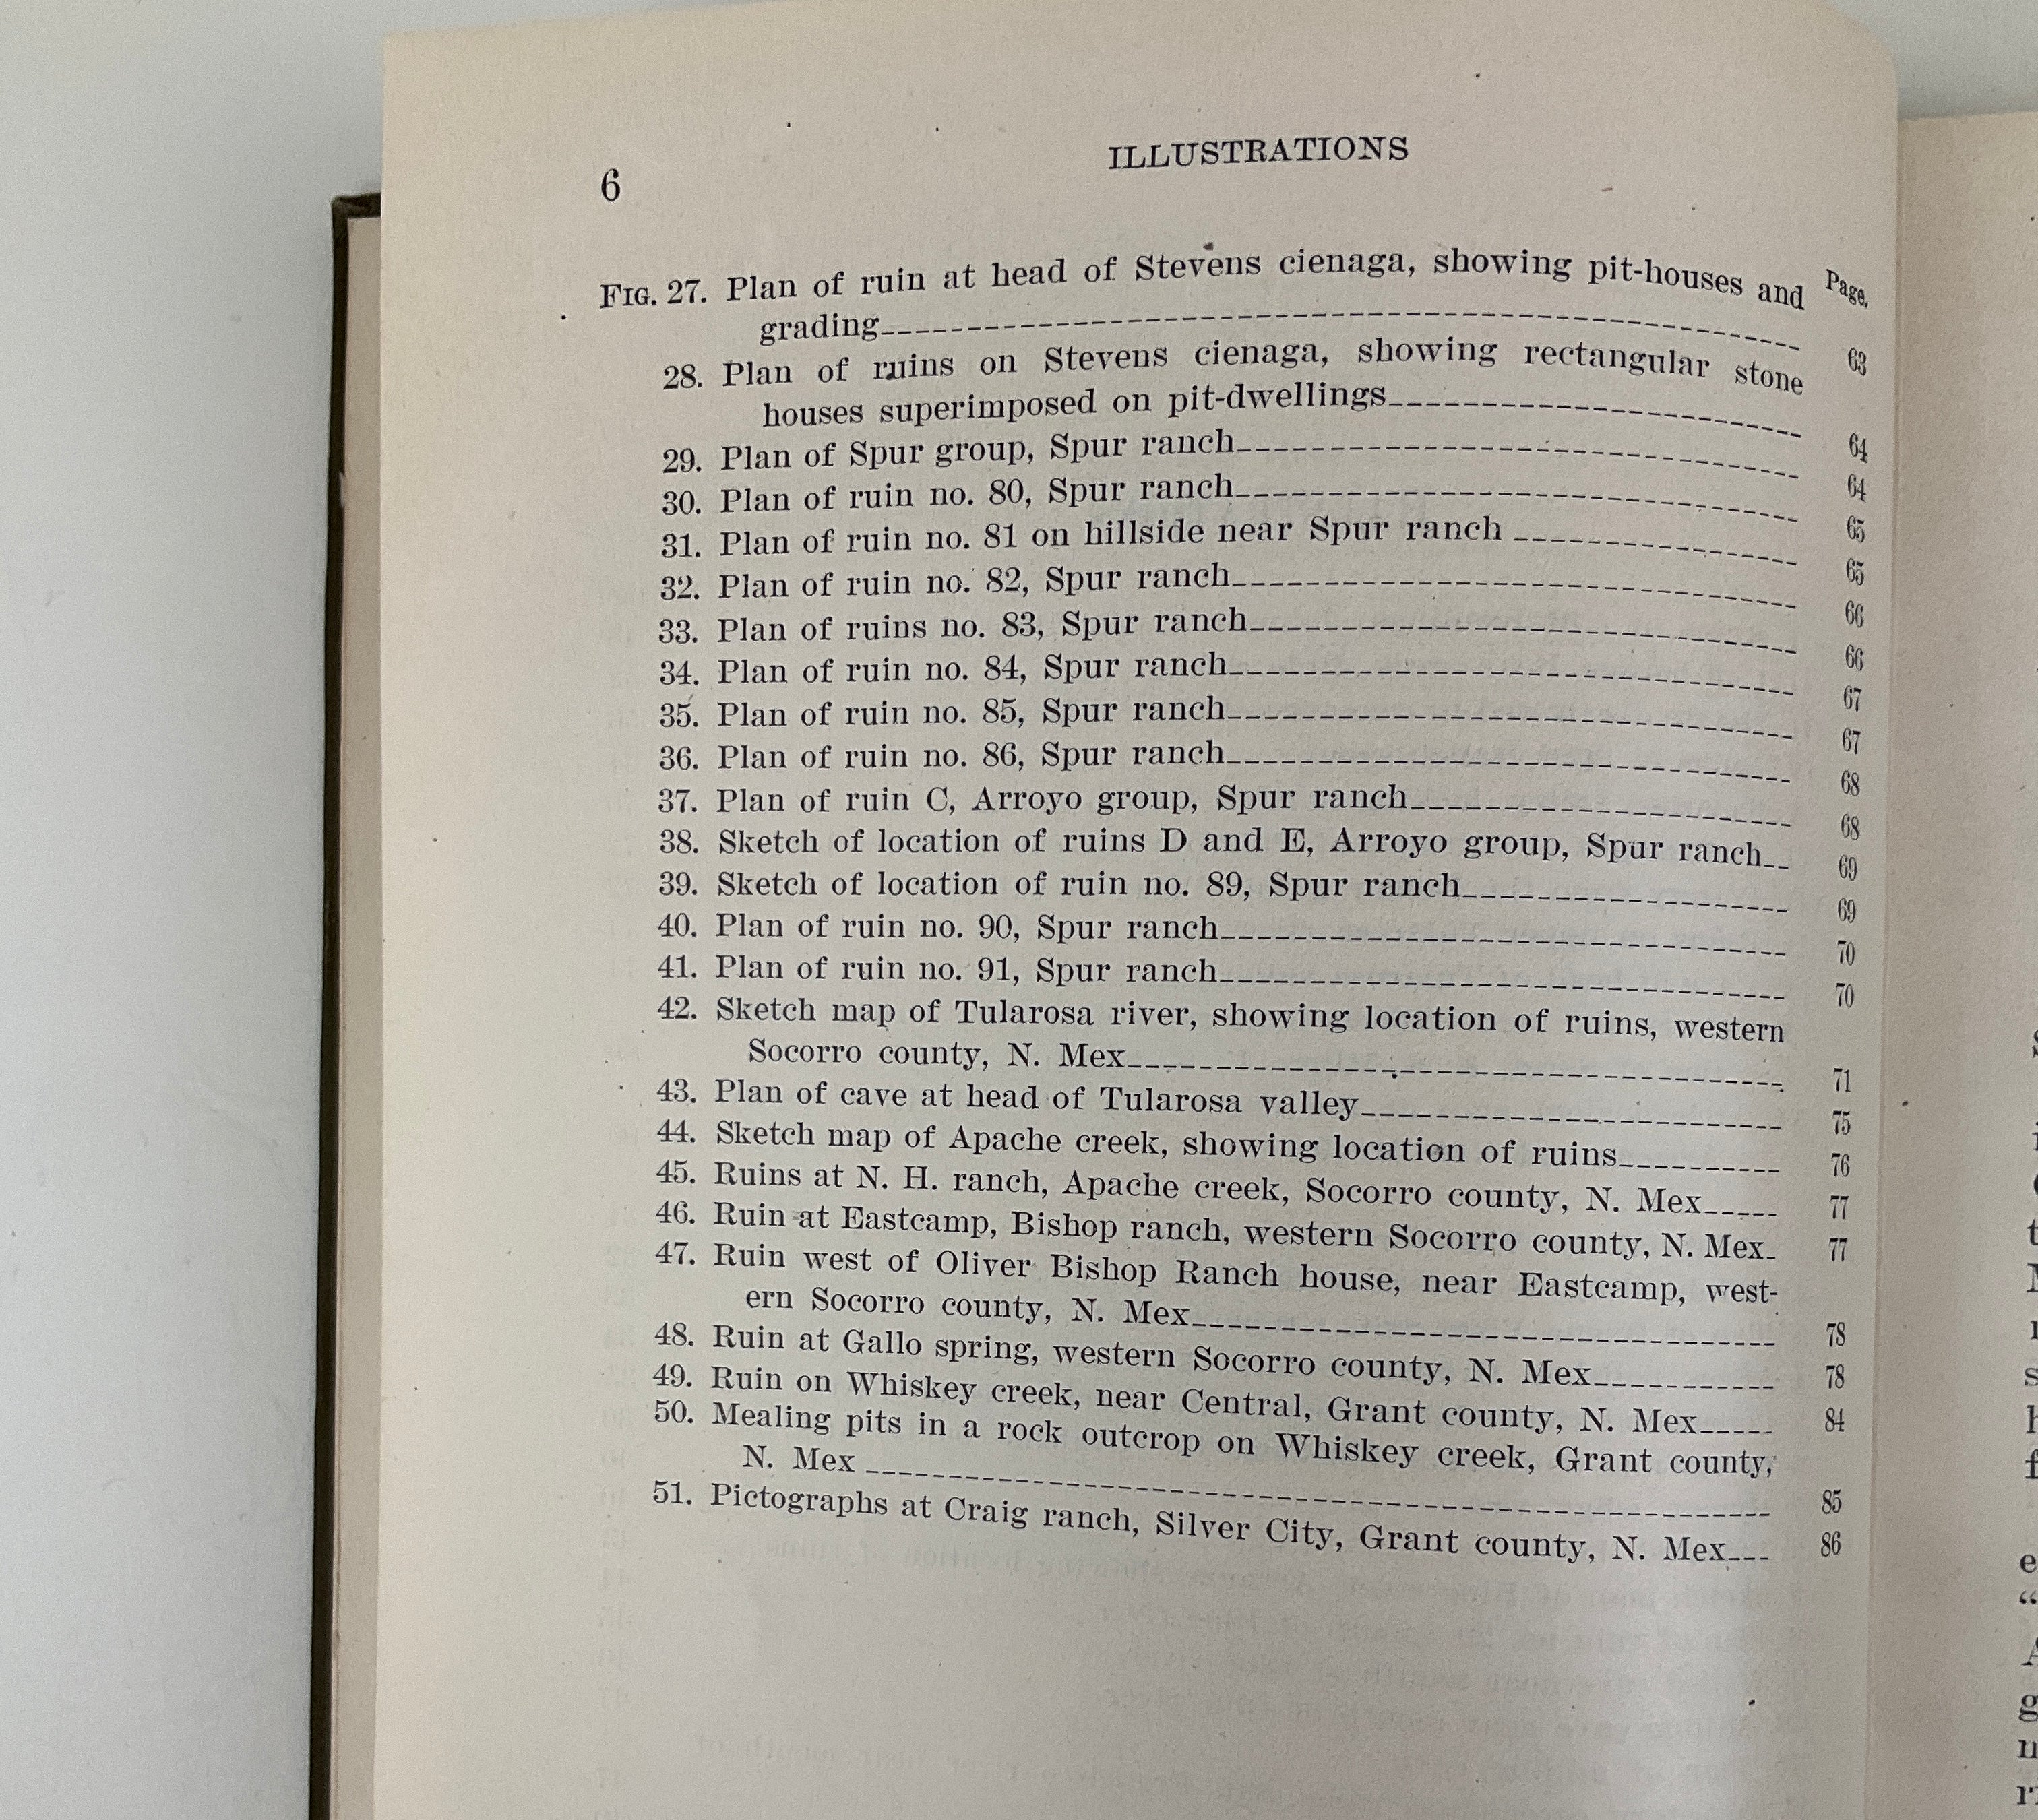 6
ILLUSTRATIONS
Page.
FIG. 27. Plan of ruin at head of Stevens cienaga, showing pit-houses and
grading 63
28. Plan of ruins on Stevens cienaga, showing rectangular stone
houses superimposed on pit-dwellings 64
29. Plan of Spur group, Spur ranch 64
30. Plan of ruin no. 80, Spur ranch 65
31. Plan of ruin no. 81 on hillside near Spur ranch 65
32. Plan of ruin no. 82, Spur ranch 66
33. Plan of ruins no. 83, Spur ranch 66
34. Plan of ruin no. 84, Spur ranch 67
35. Plan of ruin no. 85, Spur ranch 67
36. Plan of ruin no. 86, Spur ranch 68
37. Plan of ruin C, Arroyo group, Spur ranch 68
38. Sketch of location of ruins D and E, Arroyo group, Spur ranch 69
39. Sketch of location of ruin no. 89, Spur ranch 69
40. Plan of ruin no. 90, Spur ranch 70
41. Plan of ruin no. 91, Spur ranch 70
42. Sketch map of Tularosa river, showing location of ruins, western
Socorro county, N. Mex 71
43. Plan of cave at head of Tularosa valley 75
44. Sketch map of Apache creek, showing location of ruins 76
45. Ruins at N. H. ranch, Apache creek, Socorro county, N. Mex 77
46. Ruin at Eastcamp, Bishop ranch, western Socorro county, N. Mex 77
47. Ruin west of Oliver Bishop Ranch house, near Eastcamp, west-
ern Socorro county, N. Mex 78
48. Ruin at Gallo spring, western Socorro county, N. Mex 78
49. Ruin on Whiskey creek, near Central, Grant county, N. Mex 84
50. Mealing pits in a rock outcrop on Whiskey creek, Grant county,
N. Mex 85
51. Pictographs at Craig ranch, Silver City, Grant county, N. Mex 86